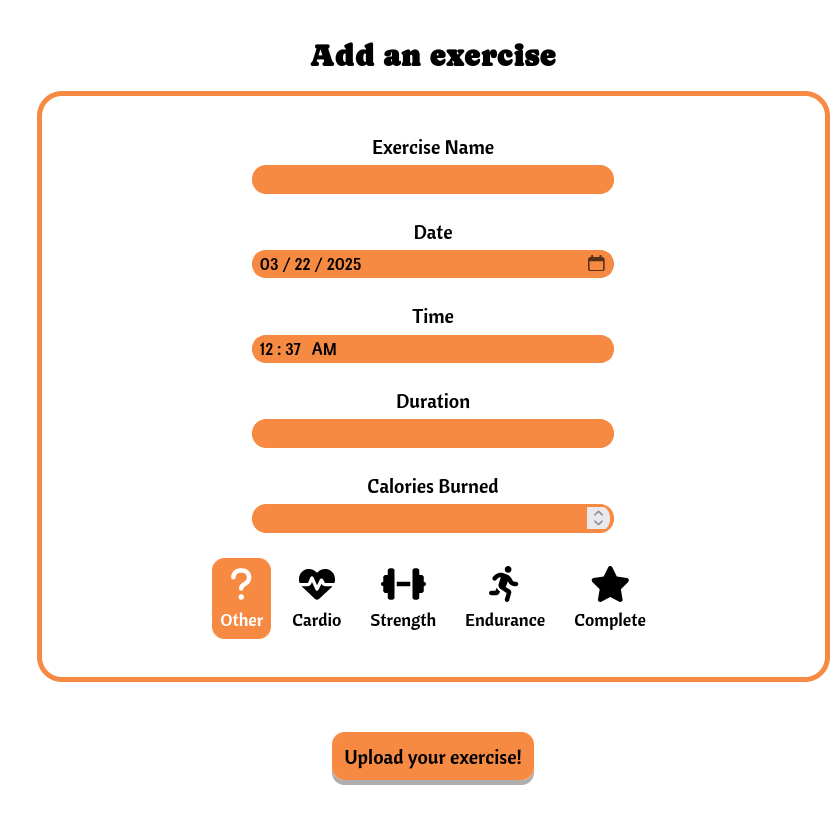 Add an exercise
Exercise Name
Date
03 / 22 / 2025
Time
12 : 37 AM
Duration
Calories Burned
Other Cardio Strength Endurance Complete
Upload your exercise!